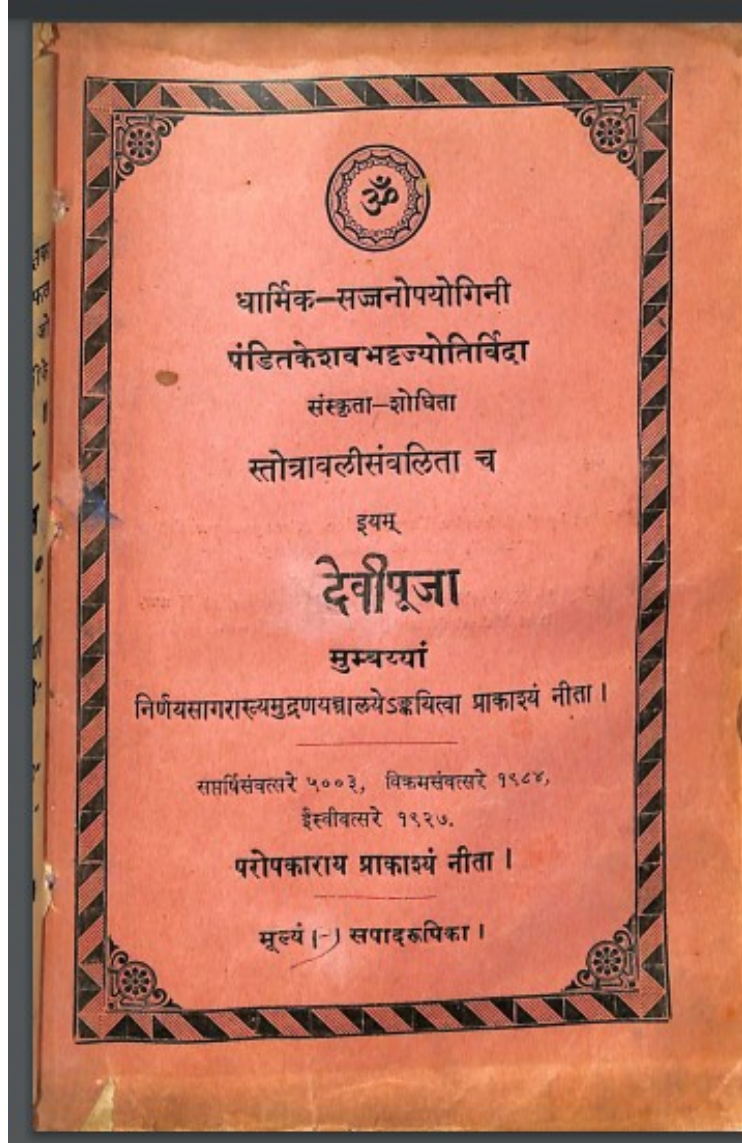 ॐ
धार्मिक-सज्जनोपयोगिनी
पंडितकेशवभट्टज्योतिर्विदा
संस्कृता-शोधिता
स्तोत्रावलीसंवलिता च
इयम्
देवीपूजा
मुम्बय्यां
निर्णयसागराख्यमुद्रणयन्त्रालयेऽङ्कयित्वा प्राकाश्यं नीता।
सप्तर्षिसंवत्सरे ५००३, विक्रमसंवत्सरे १९८४,
ईस्वीवत्सरे १९२७.
परोपकाराय प्राकाश्यं नीता।
मूल्यं ।-) सपादरूपिका।